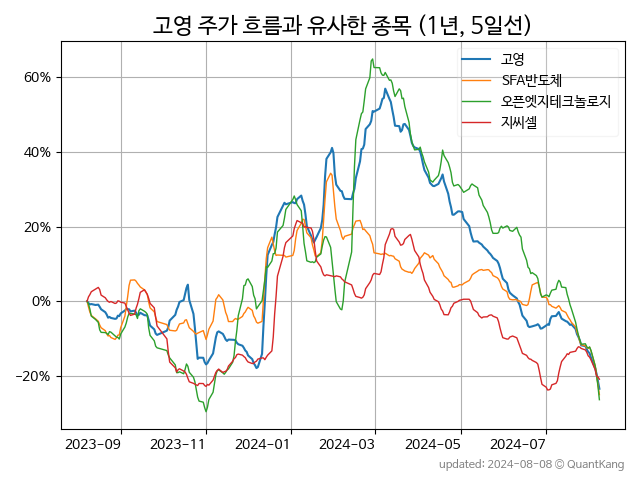 고영 주가 흐름과 유사한 종목 (1년, 5일선)
고영
SFA반도체
오픈엣지테크놀로지
지씨셀
60%
40%
20%
0%
−20%
2023-09
2023-11
2024-01
2024-03
2024-05
2024-07
updated: 2024-08-08 © QuantKang